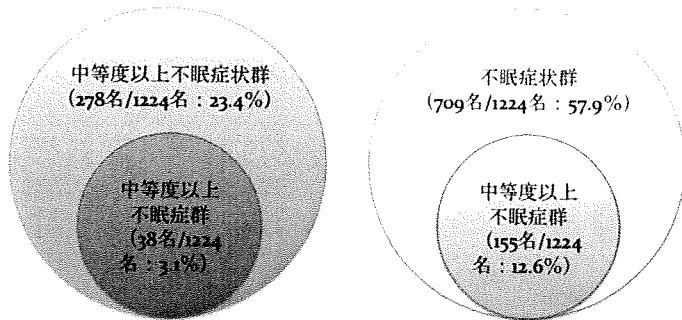 中等度以上不眠症状群
(278名/1224名：23.4%)
中等度以上
不眠症群
(38名/1224
名：3.1%)
不眠症状群
(709名/1224名：57.9%)
中等度以上
不眠症群
(155名/1224
名：12.6%)